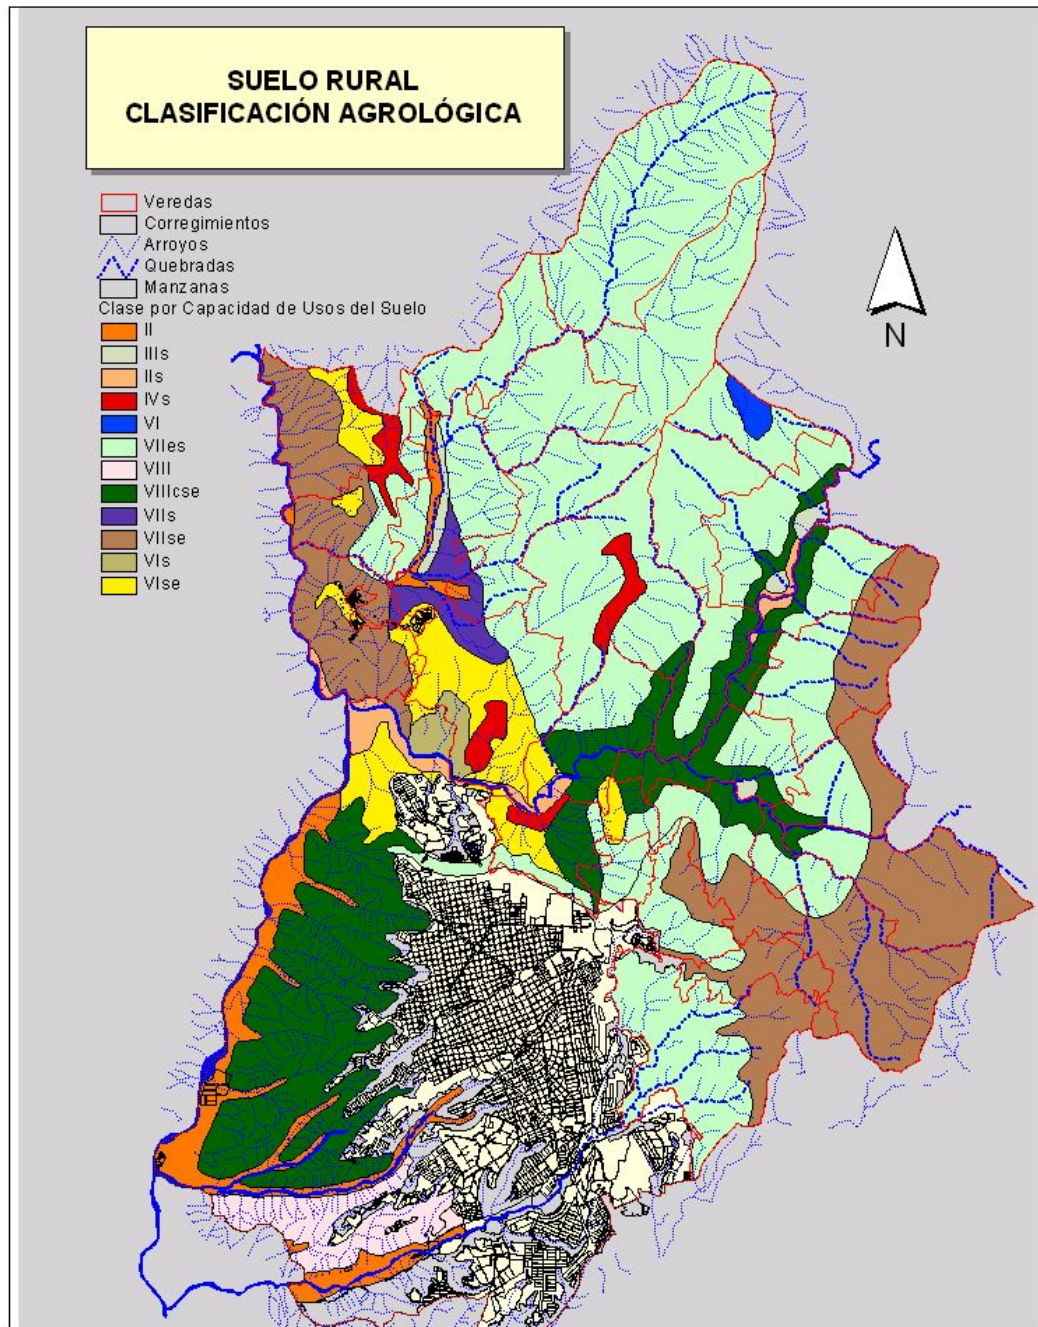 SUELO RURAL
CLASIFICACIÓN AGROLÓGICA
Veredas
Corregimientos
Arroyos
Quebradas
Manzanas
Clase por Capacidad de Usos del Suelo
II
IIIs
IIs
IVs
VI
VIIes
VIII
VIIIcse
VIIs
VIIse
VIs
VIse
N